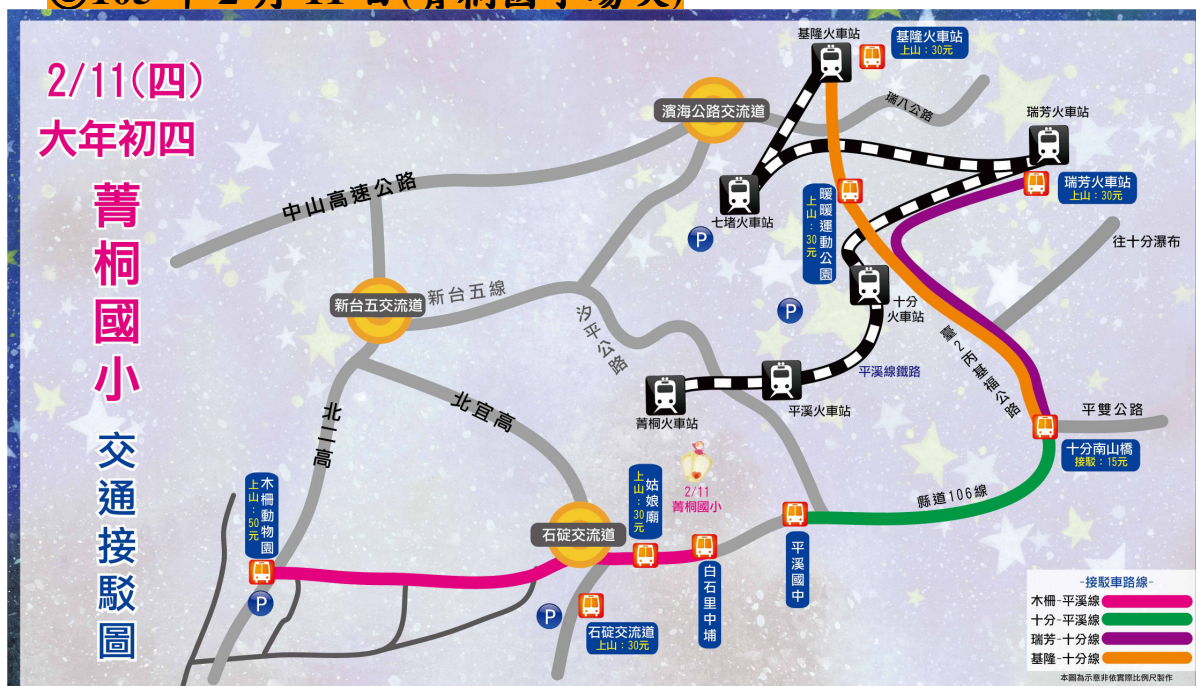 ◎105 年 2 月 11 日(菁桐國小場次)
2/11(四)
大年初四
菁桐國小
交通接駁圖
基隆火車站
基隆火車站
上山：30元
濱海公路交流道
瑞八公路
瑞芳火車站
瑞芳火車站
上山：30元
中山高速公路
七堵火車站
暖暖運動公園
上山：30元
往十分瀑布
P
新台五交流道
新台五線
汐平公路
十分
火車站
P
臺2丙基福公路
平溪線鐵路
北二高
北宜高
菁桐火車站
平溪火車站
平雙公路
十分南山橋
接駁：15元
木柵動物園
上山：50元
姑娘廟
上山：30元
2/11
菁桐國小
縣道106線
石碇交流道
平溪國中
白石里中埔
P
P
石碇交流道
上山：30元
-接駁車路線-
木柵-平溪線
十分-平溪線
瑞芳-十分線
基隆-十分線
本圖為示意非依實際比例尺製作